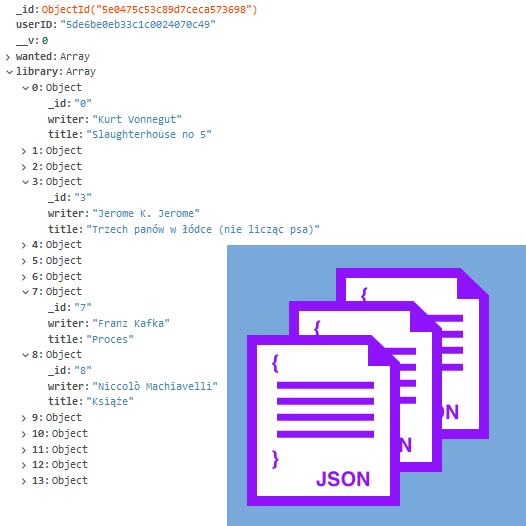 _id: ObjectId("5e0475c53c89d7ceca573698")
userID: "5de6be0eb33c1c0024070c49"
__v: 0
wanted: Array
library: Array
0: Object
_id: "0"
writer: "Kurt Vonnegut"
title: "Slaughterhouse no 5"
1: Object
2: Object
3: Object
_id: "3"
writer: "Jerome K. Jerome"
title: "Trzech panów w łódce (nie licząc psa)"
4: Object
5: Object
6: Object
7: Object
_id: "7"
writer: "Franz Kafka"
title: "Proces"
8: Object
_id: "8"
writer: "Niccolò Machiavelli"
title: "Książe"
9: Object
10: Object
11: Object
12: Object
13: Object
{
{
ON
{
N
}
JSON